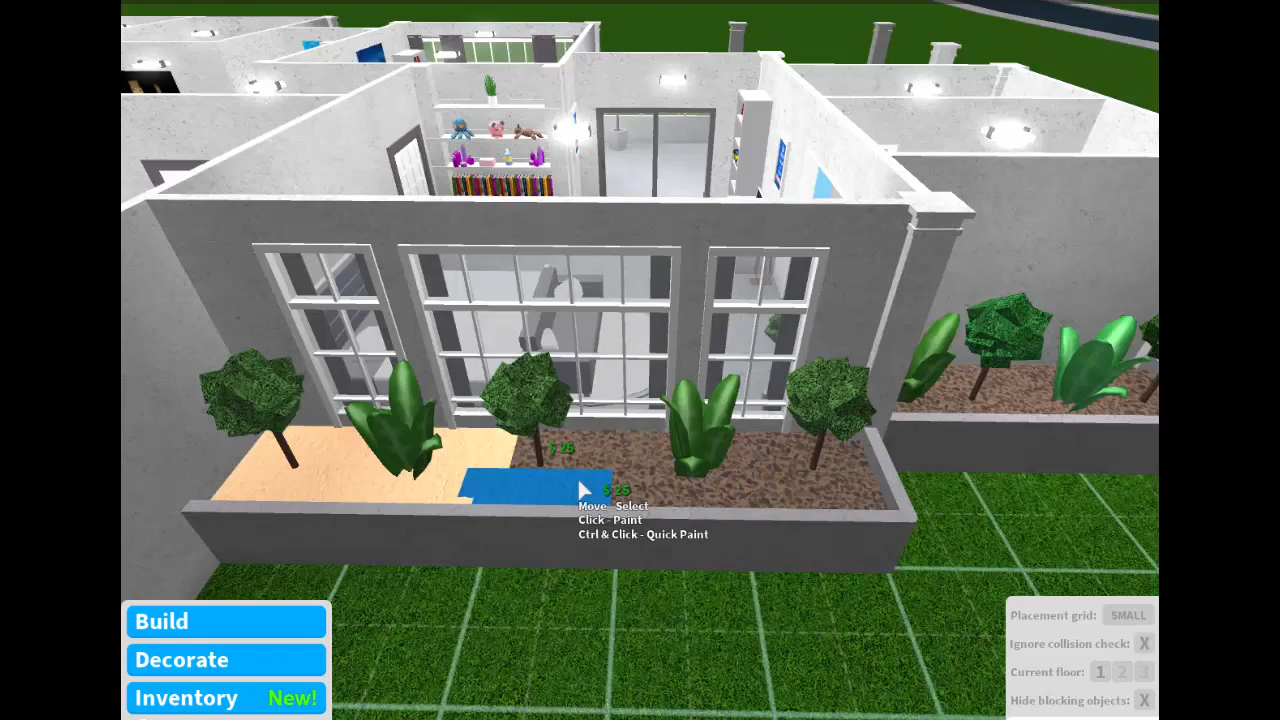 $ 25
$ 25
Move - Select
Click - Paint
Ctrl & Click - Quick Paint
Build
Decorate
Inventory New!
Placement grid: SMALL
Ignore collision check: X
Current floor: 1 2 3
Hide blocking objects: X